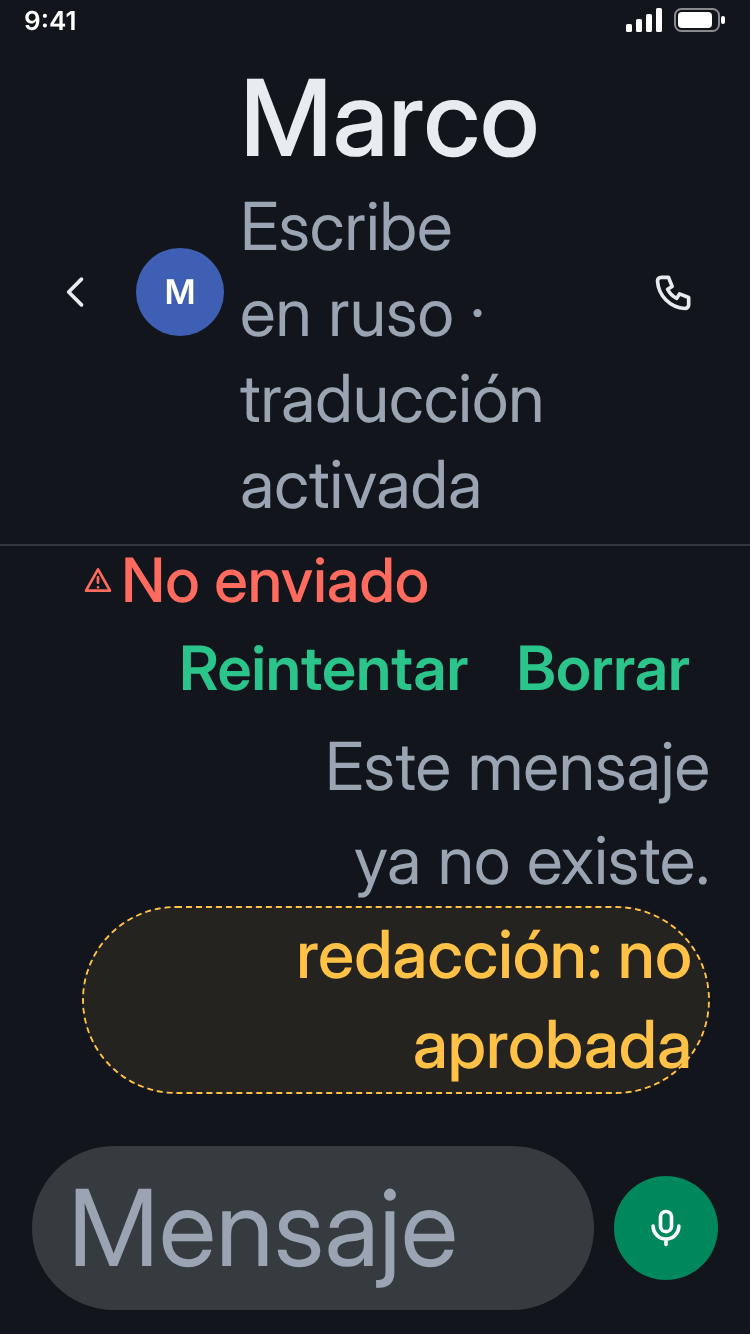 9:41
Marco
Escribe
en ruso ·
traducción
activada
M
No enviado
Reintentar Borrar
Este mensaje
ya no existe.
redacción: no
aprobada
Mensaje